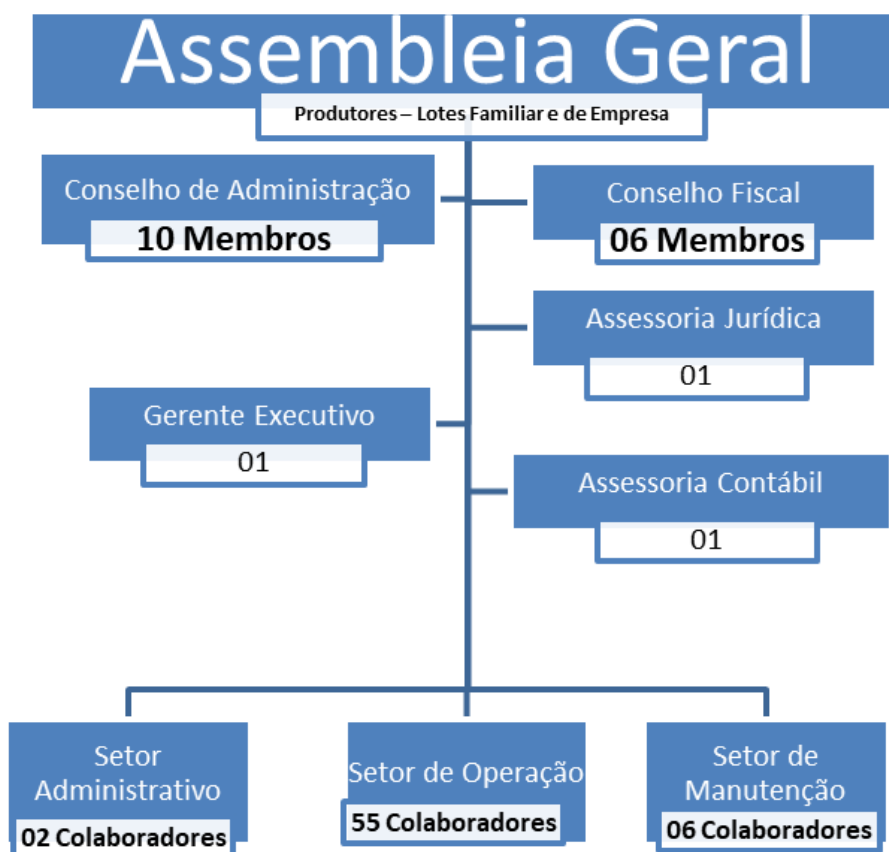 Assembleia Geral
Produtores – Lotes Familiar e de Empresa
Conselho de Administração
10 Membros
Conselho Fiscal
06 Membros
Assessoria Jurídica
01
Gerente Executivo
01
Assessoria Contábil
01
Setor
Administrativo
02 Colaboradores
Setor de Operação
55 Colaboradores
Setor de
Manutenção
06 Colaboradores